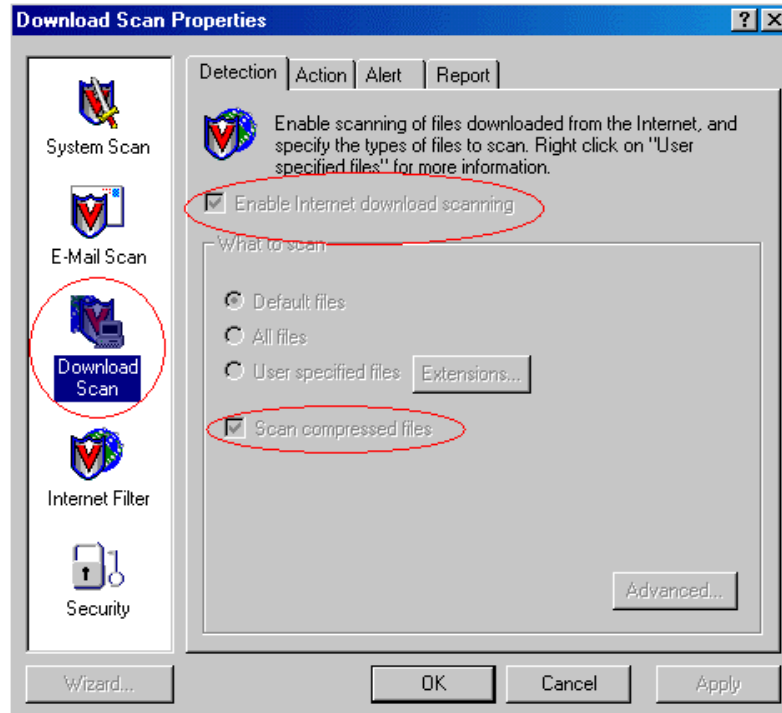 Download Scan Properties
System Scan
E-Mail Scan
Download
Scan
Internet Filter
Security
Detection
Action
Alert
Report
Enable scanning of files downloaded from the Internet, and
specify the types of files to scan. Right click on "User
specified files" for more information.
Enable Internet download scanning
What to scan
Default files
All files
User specified files
Extensions...
Scan compressed files
Advanced...
Wizard...
OK
Cancel
Apply